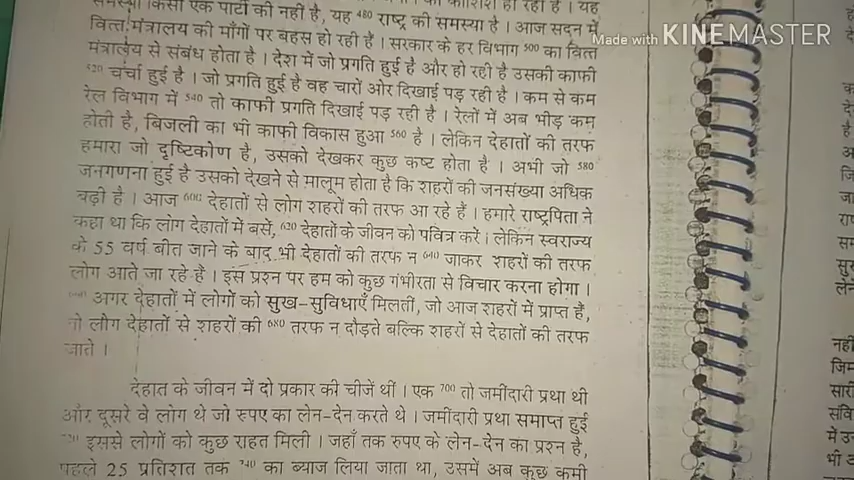 समस्या किसी एक पार्टी की नहीं है, यह 480 राष्ट्र की समस्या है । आज सदन में
वित्त मंत्रालय की माँगों पर बहस हो रही हैं । सरकार के हर विभाग 500 का वित्त
मंत्रालय से संबंध होता है । देश में जो प्रगति हुई है और हो रही है उसकी काफी
520 चर्चा हुई है । जो प्रगति हुई है वह चारों ओर दिखाई पड़ रही है । कम से कम
रेल विभाग में 540 तो काफी प्रगति दिखाई पड़ रही है । रेलों में अब भीड़ कम
होती है, बिजली का भी काफी विकास हुआ 560 है । लेकिन देहातों की तरफ
हमारा जो दृष्टिकोण है, उसको देखकर कुछ कष्ट होता है । अभी जो 580
जनगणना हुई है उसको देखने से मालूम होता है कि शहरों की जनसंख्या अधिक
बढ़ी है । आज 600 देहातों से लोग शहरों की तरफ आ रहे हैं । हमारे राष्ट्रपिता ने
कहा था कि लोग देहातों में बसें, 620 देहातों के जीवन को पवित्र करें । लेकिन स्वराज्य
के 55 वर्ष बीत जाने के बाद भी देहातों की तरफ न 640 जाकर शहरों की तरफ
लोग आते जा रहे हैं । इस प्रश्न पर हम को कुछ गंभीरता से विचार करना होगा ।
अगर देहातों में लोगों को सुख-सुविधाएँ मिलतीं, जो आज शहरों में प्राप्त हैं,
तो लोग देहातों से शहरों की 680 तरफ न दौड़ते बल्कि शहरों से देहातों की तरफ
जाते ।
देहात के जीवन में दो प्रकार की चीजें थीं । एक 700 तो जमींदारी प्रथा थी
और दूसरे वे लोग थे जो रुपए का लेन-देन करते थे । जमींदारी प्रथा समाप्त हुई
720 इससे लोगों को कुछ राहत मिली । जहाँ तक रुपए के लेन-देन का प्रश्न है,
पहले 25 प्रतिशत तक 740 का ब्याज लिया जाता था, उसमें अब कुछ कमी
Made with KINEMASTER
नहीं